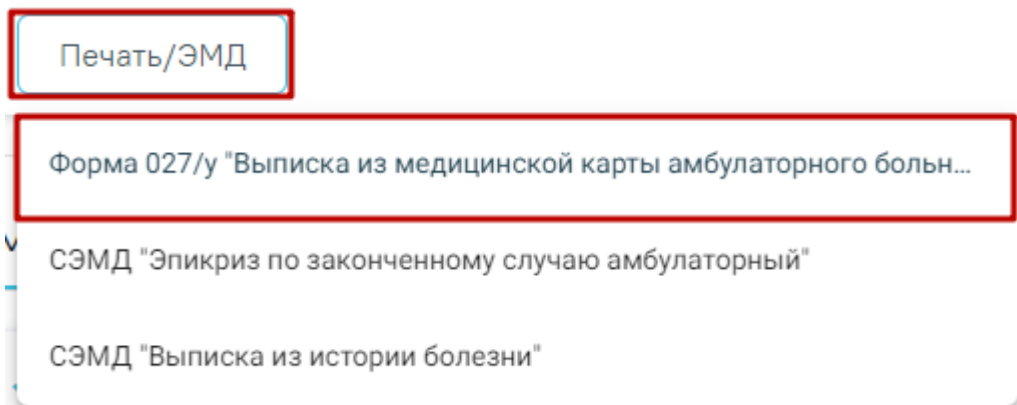 Печать/ЭМД
Форма 027/у "Выписка из медицинской карты амбулаторного больн...
СЭМД "Эпикриз по законченному случаю амбулаторный"
СЭМД "Выписка из истории болезни"